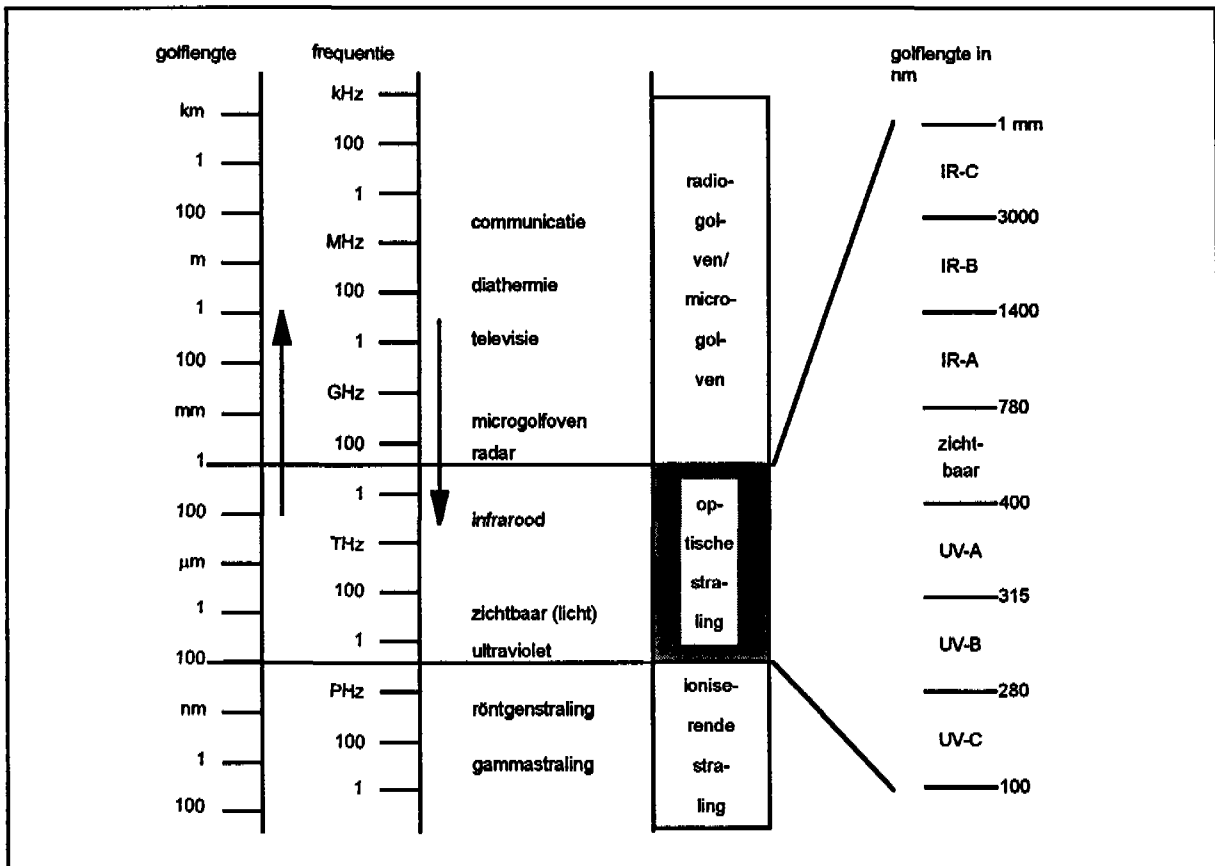 golflengte
km
1
100
m
1
100
mm
1
100
µm
1
100
nm
1
100
frequentie
kHz
100
1
MHz
100
1
GHz
100
1
THz
100
1
PHz
100
1
communicatie
diathermie
televisie
microgolfoven
radar
infrarood
zichtbaar (licht)
ultraviolet
röntgenstraling
gammastraling
radio-
gol-
ven/
micro-
gol-
ven
op-
tische
stra-
ling
ionise-
rende
stra-
ling
golflengte in
nm
1 mm
IR-C
3000
IR-B
1400
IR-A
780
zicht-
baar
400
UV-A
315
UV-B
280
UV-C
100